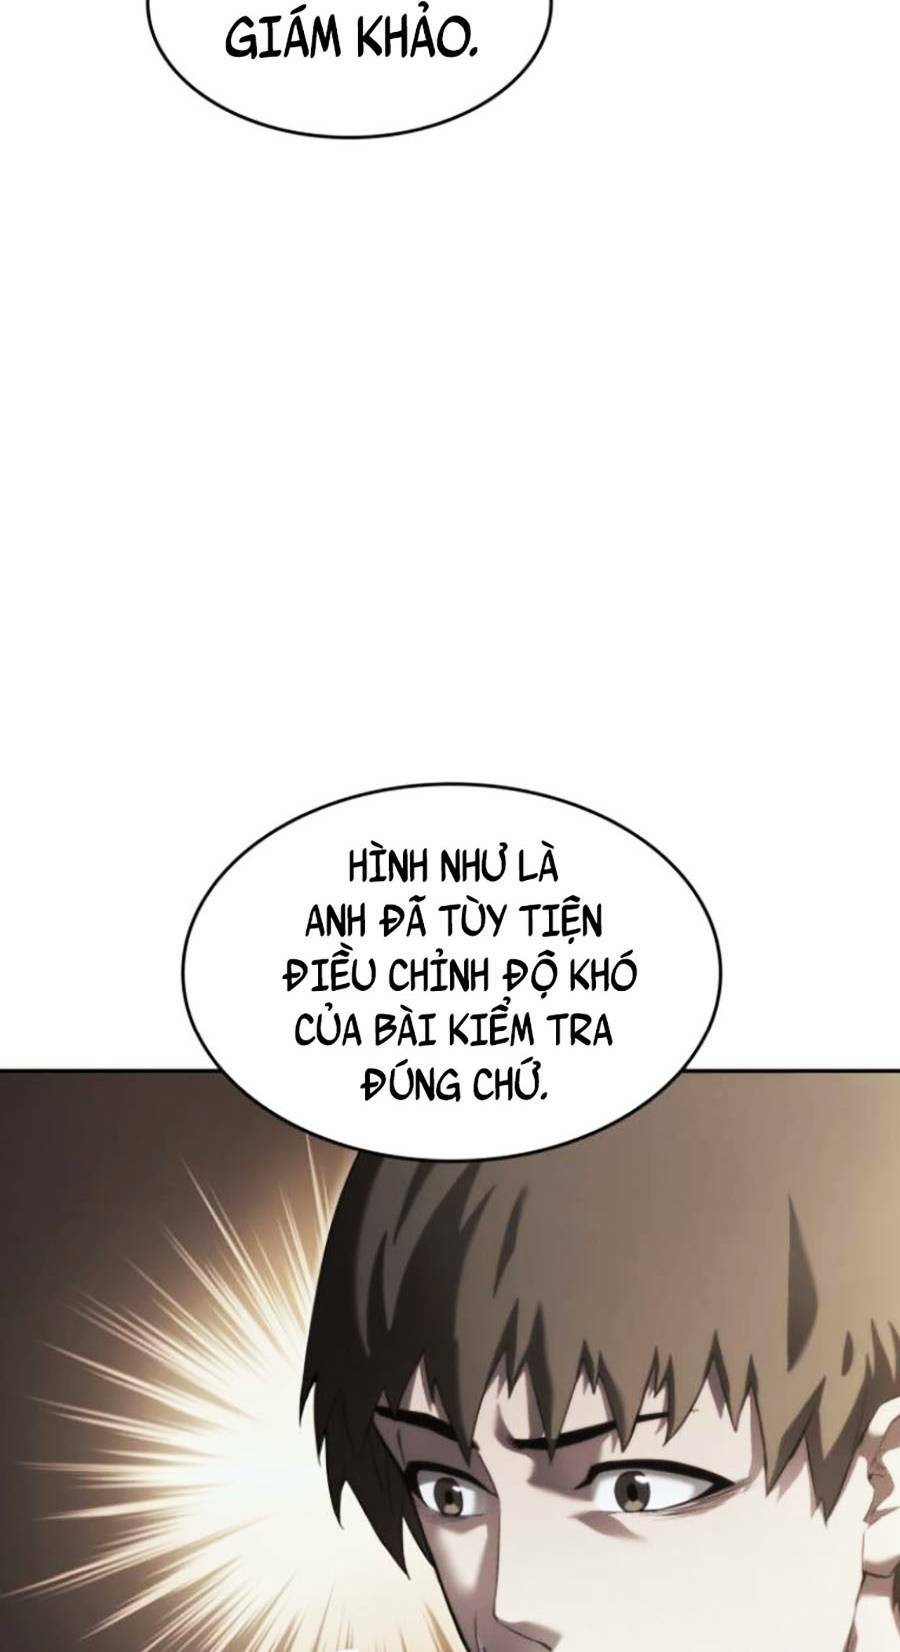 GIÁM KHẢO.
HÌNH NHƯ LÀ
ANH ĐÃ TÙY TIỆN
ĐIỀU CHỈNH ĐỘ KHÓ
CỦA BÀI KIỂM TRA
ĐÚNG CHỨ.